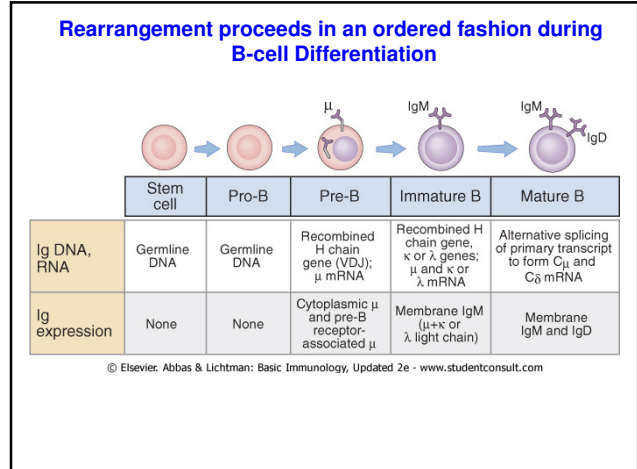 Rearrangement proceeds in an ordered fashion during
B-cell Differentiation
μ
IgM
IgM
IgD
Stem
cell
Pro-B
Pre-B
Immature B
Mature B
Ig DNA,
RNA
Germline
DNA
Germline
DNA
Recombined
H chain
gene (VDJ);
μ mRNA
Recombined H
chain gene,
κ or λ genes;
μ and κ or
λ mRNA
Alternative splicing
of primary transcript
to form Cμ and
Cδ mRNA
Ig
expression
None
None
Cytoplasmic μ
and pre-B
receptor-
associated μ
Membrane IgM
(μ+κ or
λ light chain)
Membrane
IgM and IgD
© Elsevier. Abbas & Lichtman: Basic Immunology, Updated 2e - www.studentconsult.com